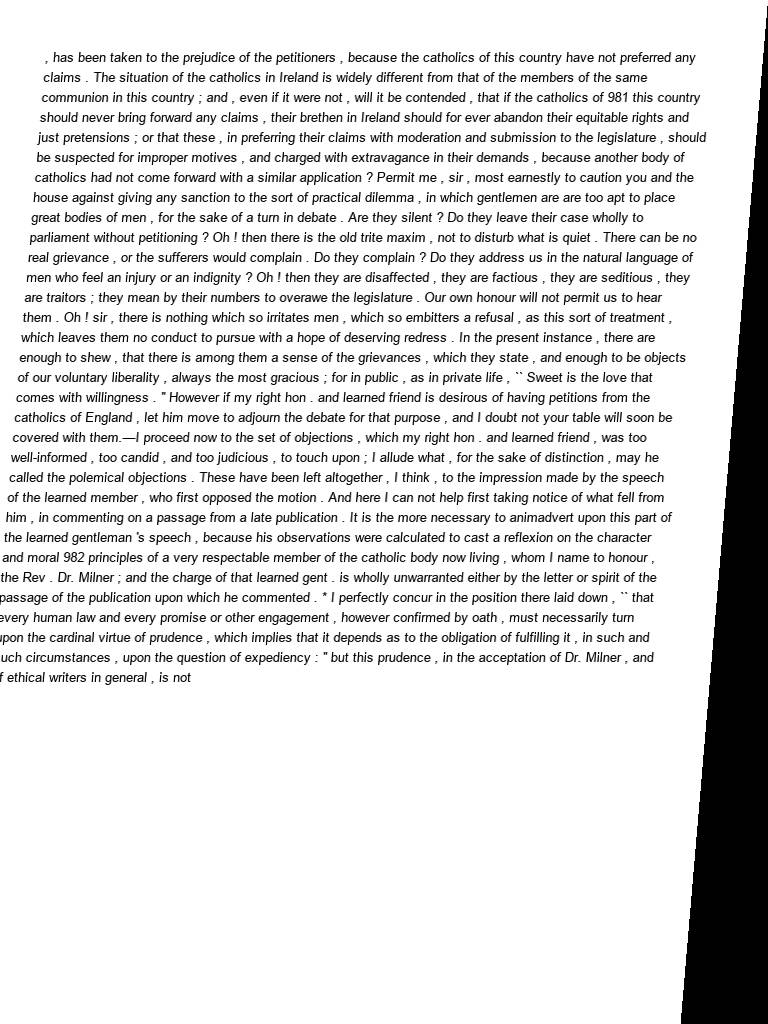 , has been taken to the prejudice of the petitioners , because the catholics of this country have not preferred any
claims . The situation of the catholics in Ireland is widely different from that of the members of the same
communion in this country ; and , even if it were not , will it be contended , that if the catholics of 981 this country
should never bring forward any claims , their brethen in Ireland should for ever abandon their equitable rights and
just pretensions ; or that these , in preferring their claims with moderation and submission to the legislature , should
be suspected for improper motives , and charged with extravagance in their demands , because another body of
catholics had not come forward with a similar application ? Permit me , sir , most earnestly to caution you and the
house against giving any sanction to the sort of practical dilemma , in which gentlemen are are too apt to place
great bodies of men , for the sake of a turn in debate . Are they silent ? Do they leave their case wholly to
parliament without petitioning ? Oh ! then there is the old trite maxim , not to disturb what is quiet . There can be no
real grievance , or the sufferers would complain . Do they complain ? Do they address us in the natural language of
men who feel an injury or an indignity ? Oh ! then they are disaffected , they are factious , they are seditious , they
are traitors ; they mean by their numbers to overawe the legislature . Our own honour will not permit us to hear
them . Oh ! sir , there is nothing which so irritates men , which so embitters a refusal , as this sort of treatment ,
which leaves them no conduct to pursue with a hope of deserving redress . In the present instance , there are
enough to shew , that there is among them a sense of the grievances , which they state , and enough to be objects
of our voluntary liberality , always the most gracious ; for in public , as in private life , `` Sweet is the love that
comes with willingness . " However if my right hon . and learned friend is desirous of having petitions from the
catholics of England , let him move to adjourn the debate for that purpose , and I doubt not your table will soon be
covered with them.—I proceed now to the set of objections , which my right hon . and learned friend , was too
well-informed , too candid , and too judicious , to touch upon ; I allude what , for the sake of distinction , may he
called the polemical objections . These have been left altogether , I think , to the impression made by the speech
of the learned member , who first opposed the motion . And here I can not help first taking notice of what fell from
him , in commenting on a passage from a late publication . It is the more necessary to animadvert upon this part of
the learned gentleman 's speech , because his observations were calculated to cast a reflexion on the character
and moral 982 principles of a very respectable member of the catholic body now living , whom I name to honour ,
the Rev . Dr. Milner ; and the charge of that learned gent . is wholly unwarranted either by the letter or spirit of the
passage of the publication upon which he commented . * I perfectly concur in the position there laid down , `` that
every human law and every promise or other engagement , however confirmed by oath , must necessarily turn
upon the cardinal virtue of prudence , which implies that it depends as to the obligation of fulfilling it , in such and
uch circumstances , upon the question of expediency : " but this prudence , in the acceptation of Dr. Milner , and
f ethical writers in general , is not